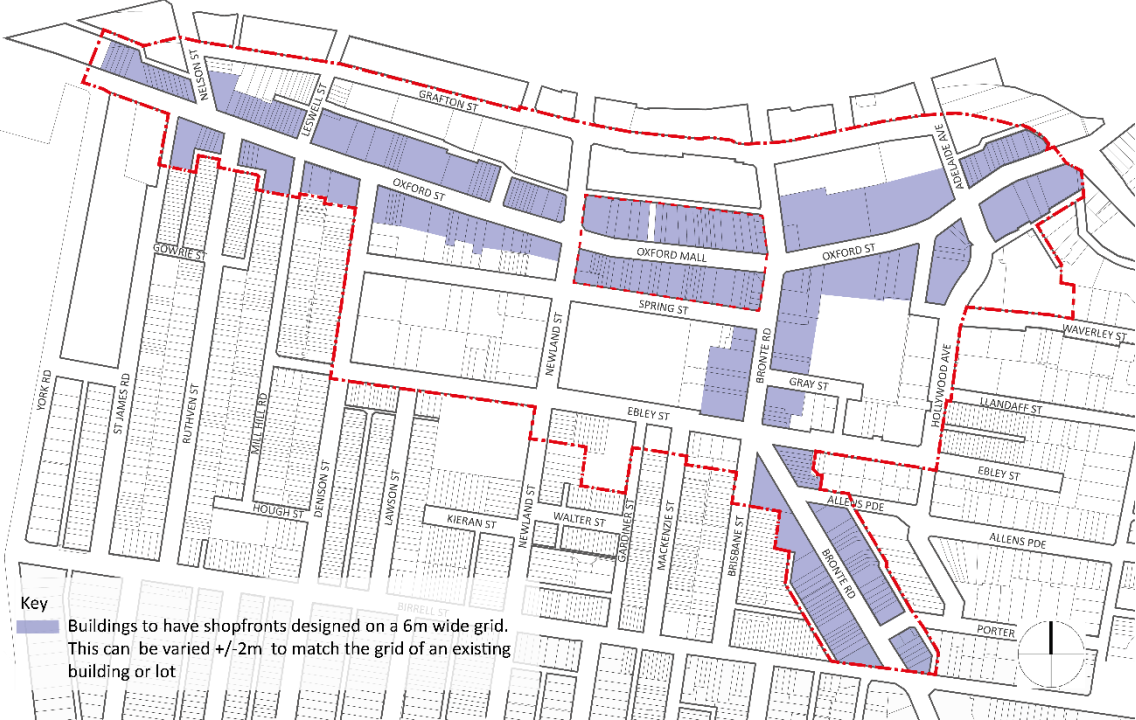 NELSON ST
LESWELL ST
GRAFTON ST
ADELAIDE AVE
OXFORD ST
OXFORD MALL
OXFORD ST
GOWRIE ST
SPRING ST
WAVERLEY ST
NEWLAND ST
BRONTE RD
HOLLYWOOD AVE
GRAY ST
YORK RD
ST JAMES RD
RUTHVEN ST
MILL HILL RD
EBLEY ST
LLANDAFF ST
EBLEY ST
DENISON ST
LAWSON ST
HOUGH ST
KIERAN ST
NEWLAND ST
WALTER ST
GARDINER ST
MACKENZIE ST
BRISBANE ST
ALLENS PDE
ALLENS PDE
BRONTE RD
BIRRELL ST
PORTER
Key
Buildings to have shopfronts designed on a 6m wide grid.
This can be varied +/-2m to match the grid of an existing
building or lot